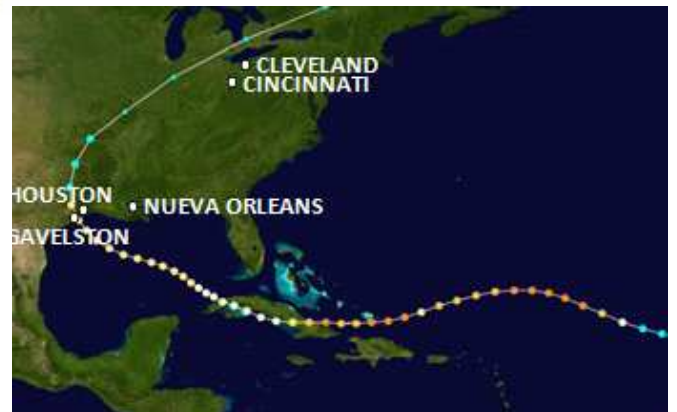 CLEVELAND
CINCINNATI
HOUSTON
NUEVA ORLEANS
GAVELSTON